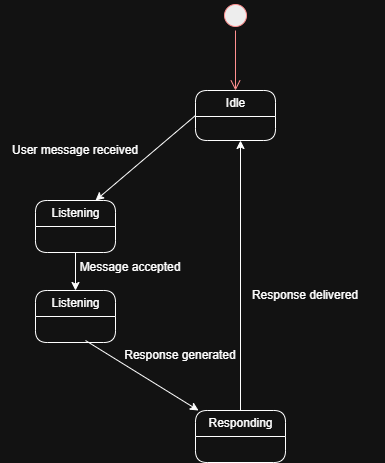 Idle
User message received
Listening
Message accepted
Listening
Response generated
Response delivered
Responding